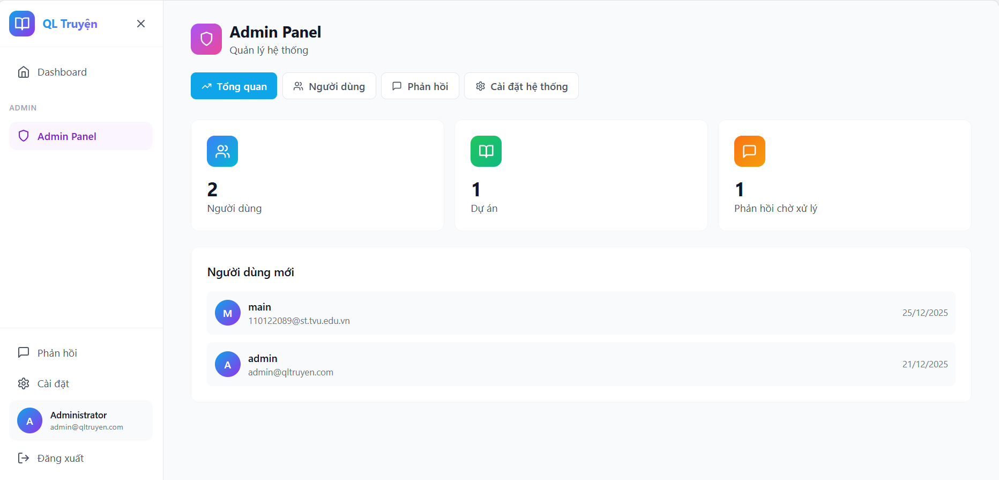 QL Truyện
Dashboard
ADMIN
Admin Panel
Phản hồi
Cài đặt
A
Administrator
admin@qltruyen.com
Đăng xuất
Admin Panel
Quản lý hệ thống
Tổng quan
Người dùng
Phản hồi
Cài đặt hệ thống
2
Người dùng
1
Dự án
1
Phản hồi chờ xử lý
Người dùng mới
M
main
110122089@st.tvu.edu.vn
25/12/2025
A
admin
admin@qltruyen.com
21/12/2025